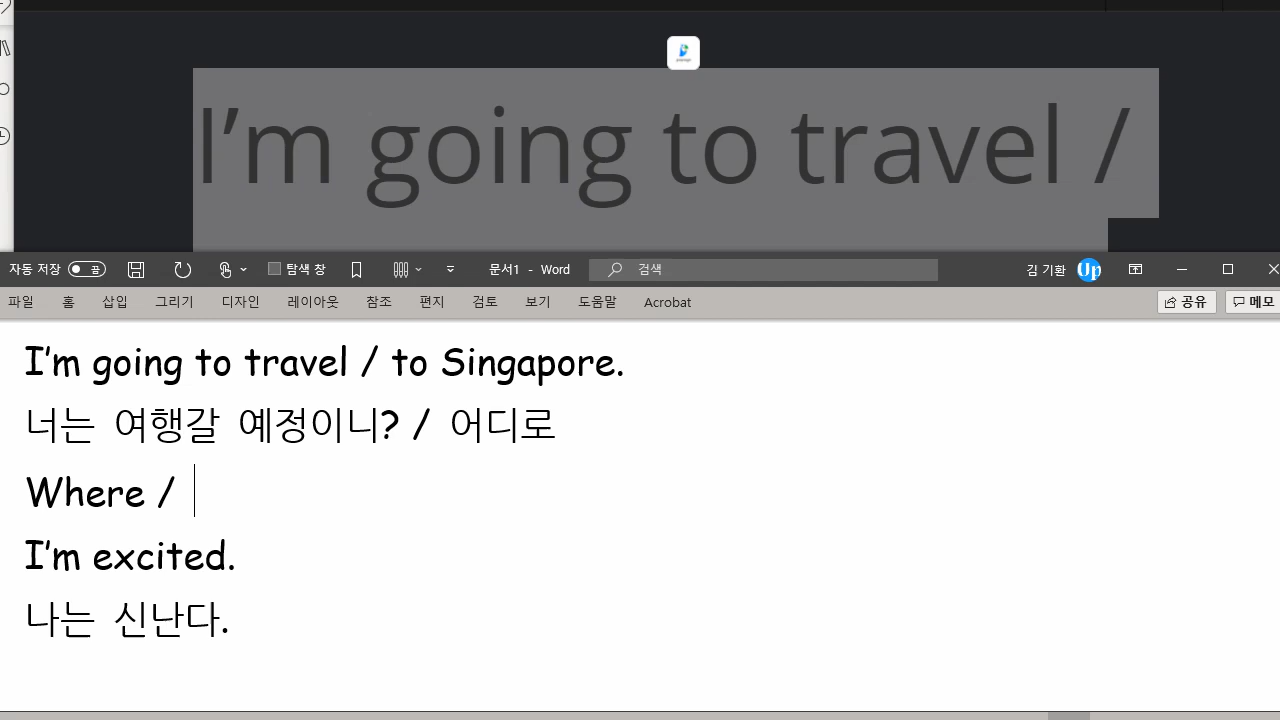 I’m going to travel /
자동 저장
탐색 창
문서1 - Word
검색
김 기환
Up
파일 홈 삽입 그리기 디자인 레이아웃 참조 편지 검토 보기 도움말 Acrobat
공유
메모
I’m going to travel / to Singapore.
너는 여행갈 예정이니? / 어디로
Where /
I’m excited.
나는 신난다.